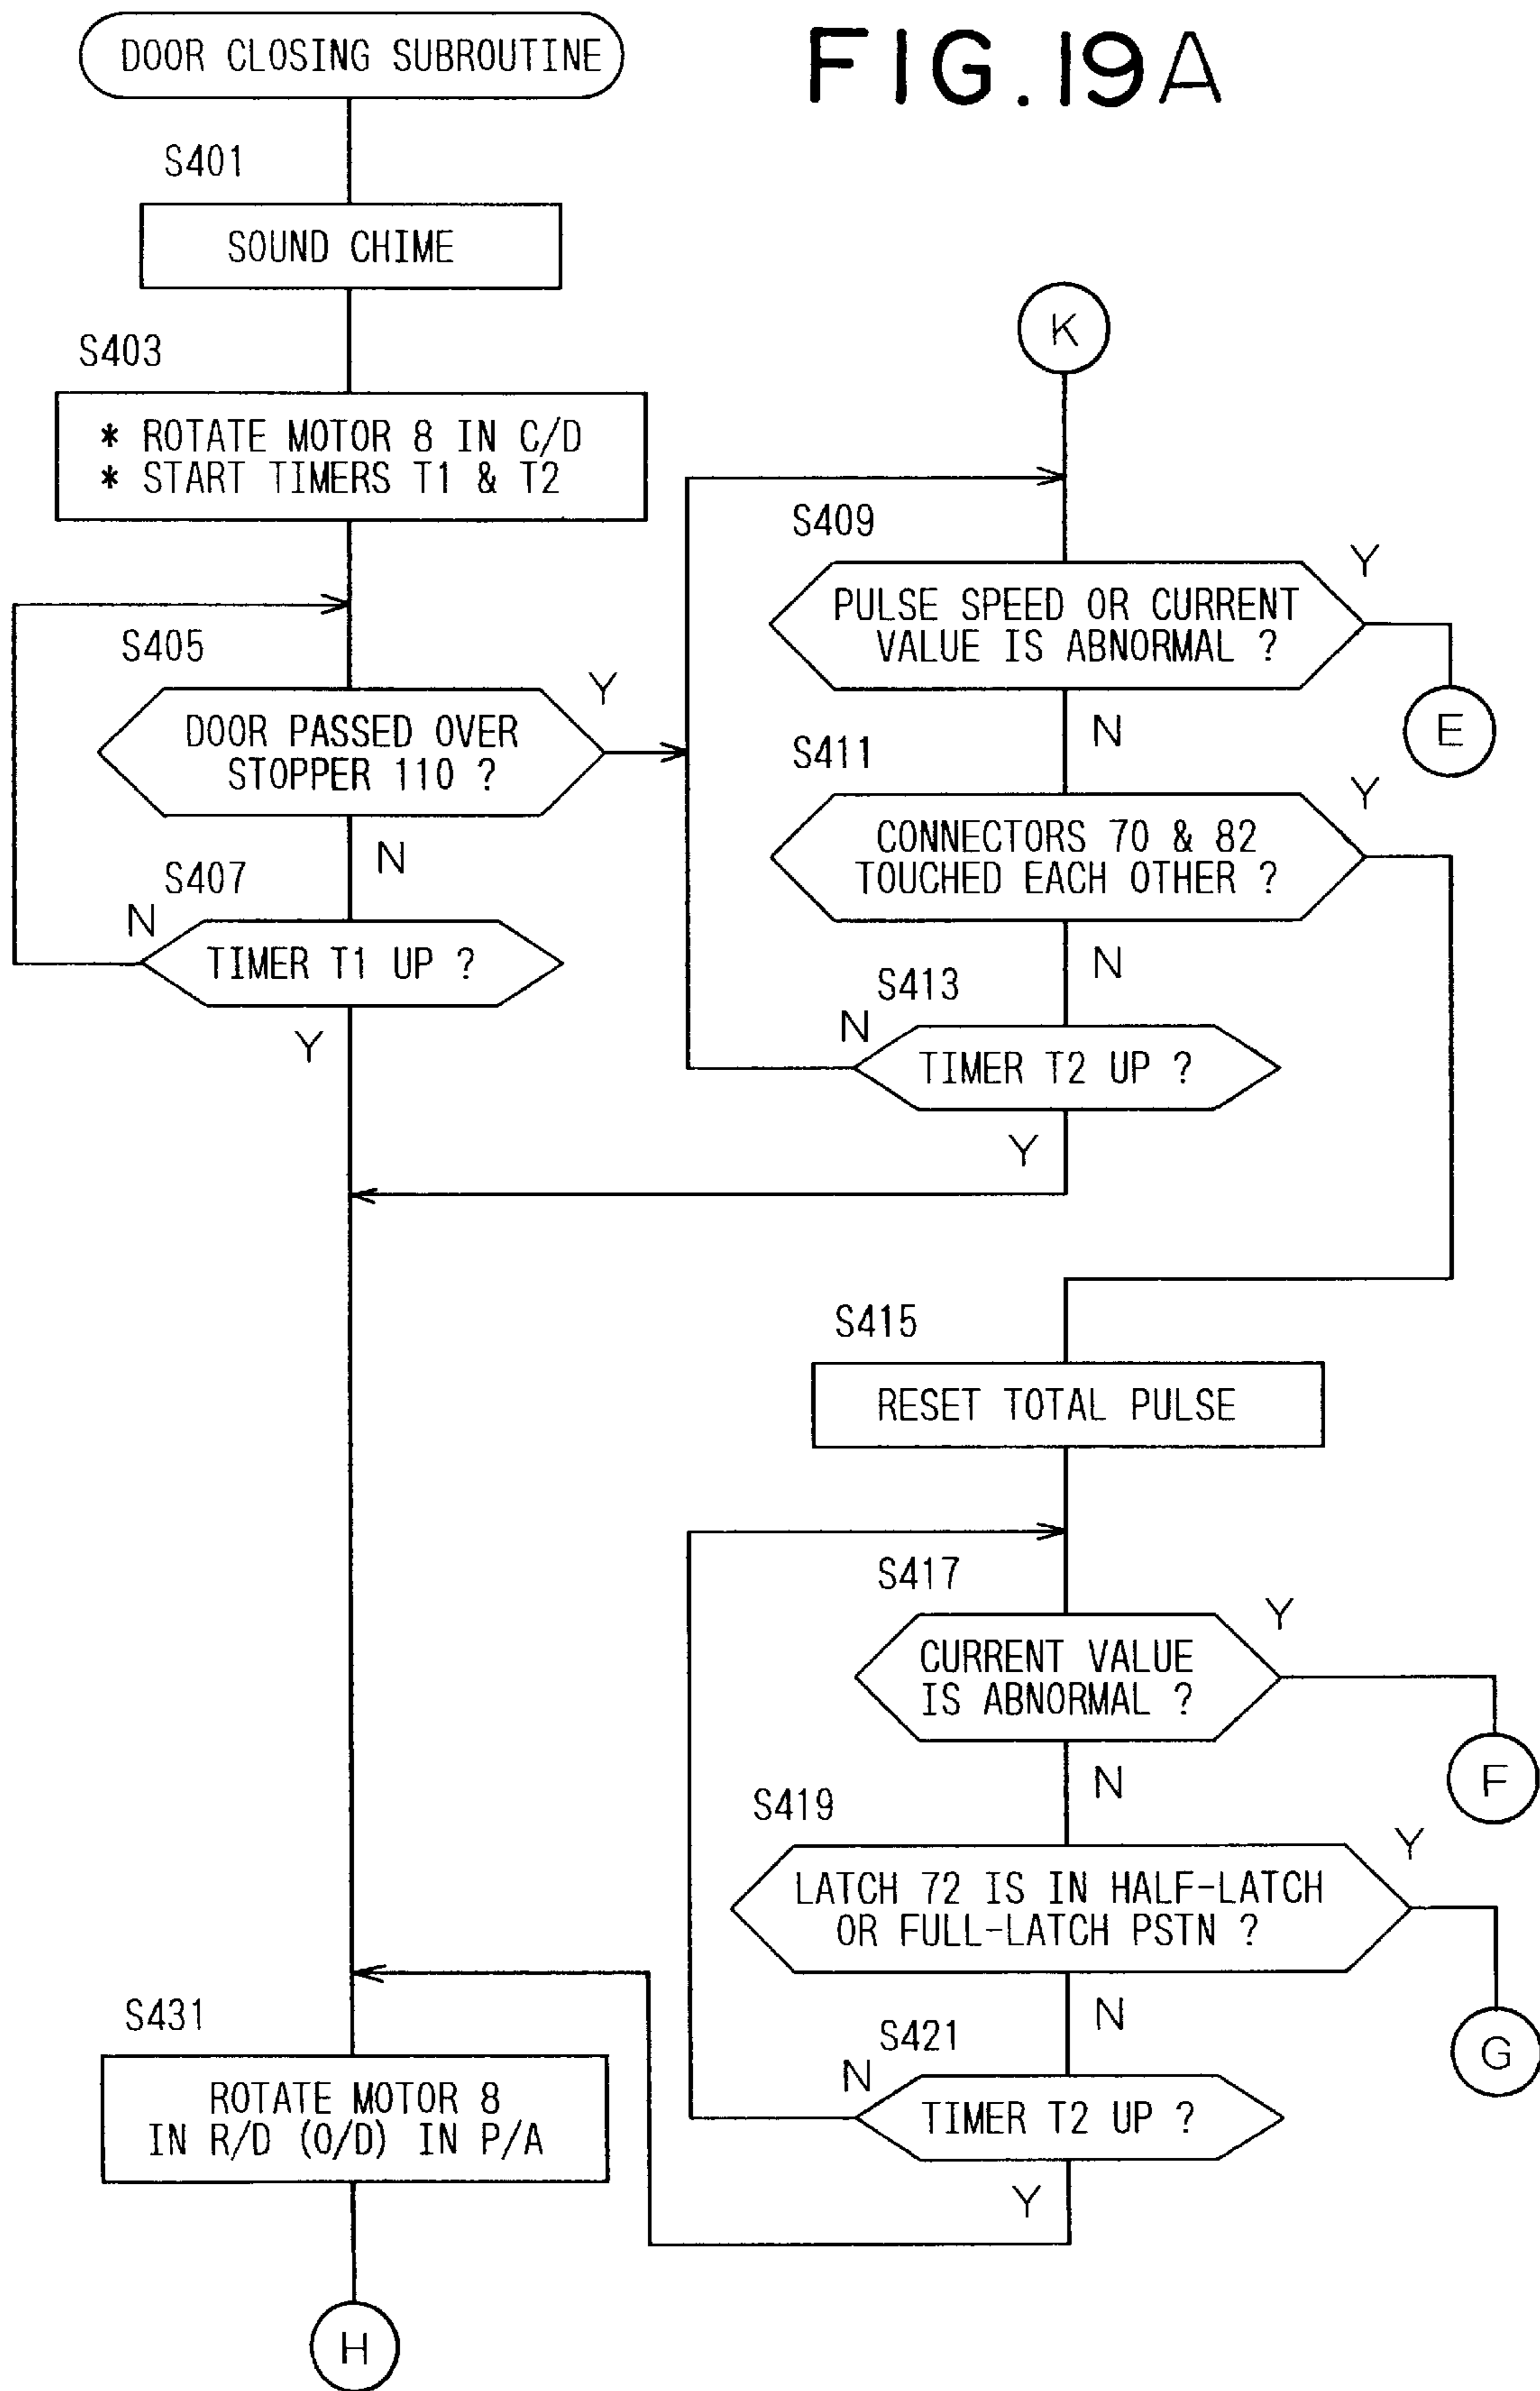 DOOR CLOSING SUBROUTINE
FIG.19A
S401
SOUND CHIME
S403
* ROTATE MOTOR 8 IN C/D
* START TIMERS T1 & T2
S405
DOOR PASSED OVER
STOPPER 110 ?
Y
N
S407
N
TIMER T1 UP ?
Y
K
S409
PULSE SPEED OR CURRENT
VALUE IS ABNORMAL ?
Y
E
N
S411
CONNECTORS 70 & 82
TOUCHED EACH OTHER ?
Y
N
S413
N
TIMER T2 UP ?
Y
S415
RESET TOTAL PULSE
S417
CURRENT VALUE
IS ABNORMAL ?
Y
F
N
S419
LATCH 72 IS IN HALF-LATCH
OR FULL-LATCH PSTN ?
Y
G
N
S421
N
TIMER T2 UP ?
Y
S431
ROTATE MOTOR 8
IN R/D (O/D) IN P/A
H